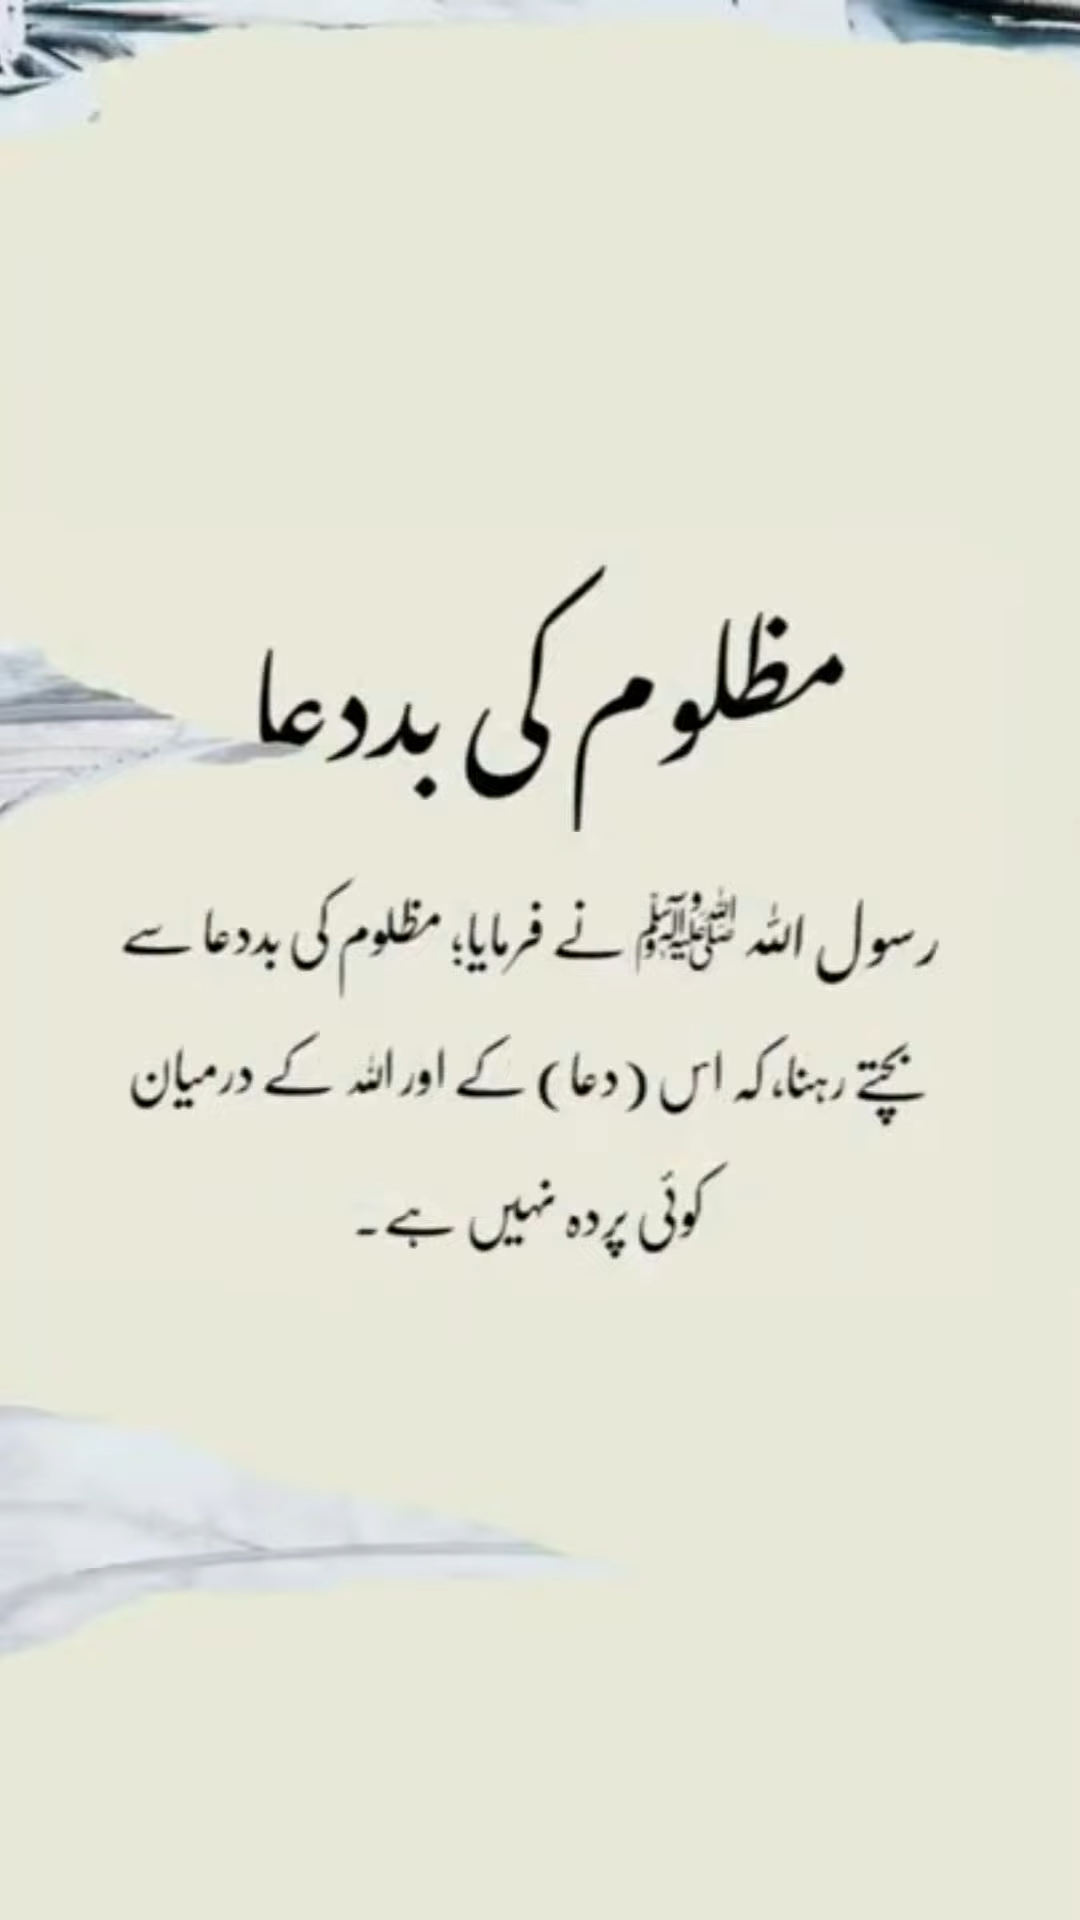 مظلوم کی بددعا
رسول اللہ ﷺ نے فرمایا؛ مظلوم کی بددعا سے
بچتے رہنا، کہ اس (دعا) کے اور اللہ کے درمیان
کوئی پردہ نہیں ہے۔